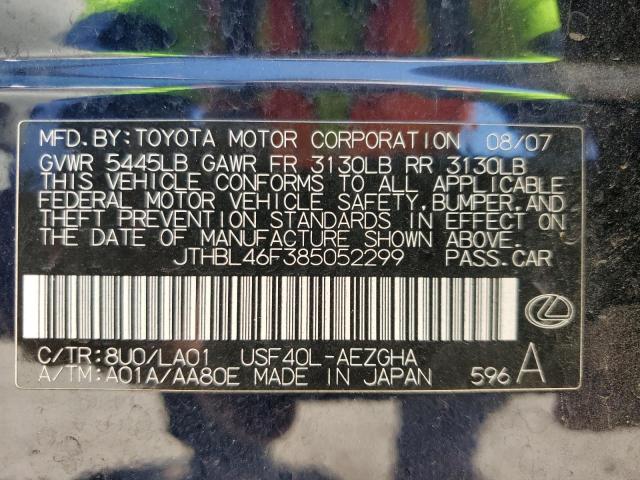 MFD. BY: TOYOTA MOTOR CORPORATION 08/07
GVWR 5445LB GAWR FR 3130LB RR 3130LB
THIS VEHICLE CONFORMS TO ALL APPLICABLE
FEDERAL MOTOR VEHICLE SAFETY, BUMPER, AND
THEFT PREVENTION STANDARDS IN EFFECT ON
THE DATE OF MANUFACTURE SHOWN ABOVE.
JTHBL46F385052299 PASS.CAR
C/TR: 8U0/LA01 USF40L-AEZGHA
A/TM: A01A/AA80E MADE IN JAPAN 596 A